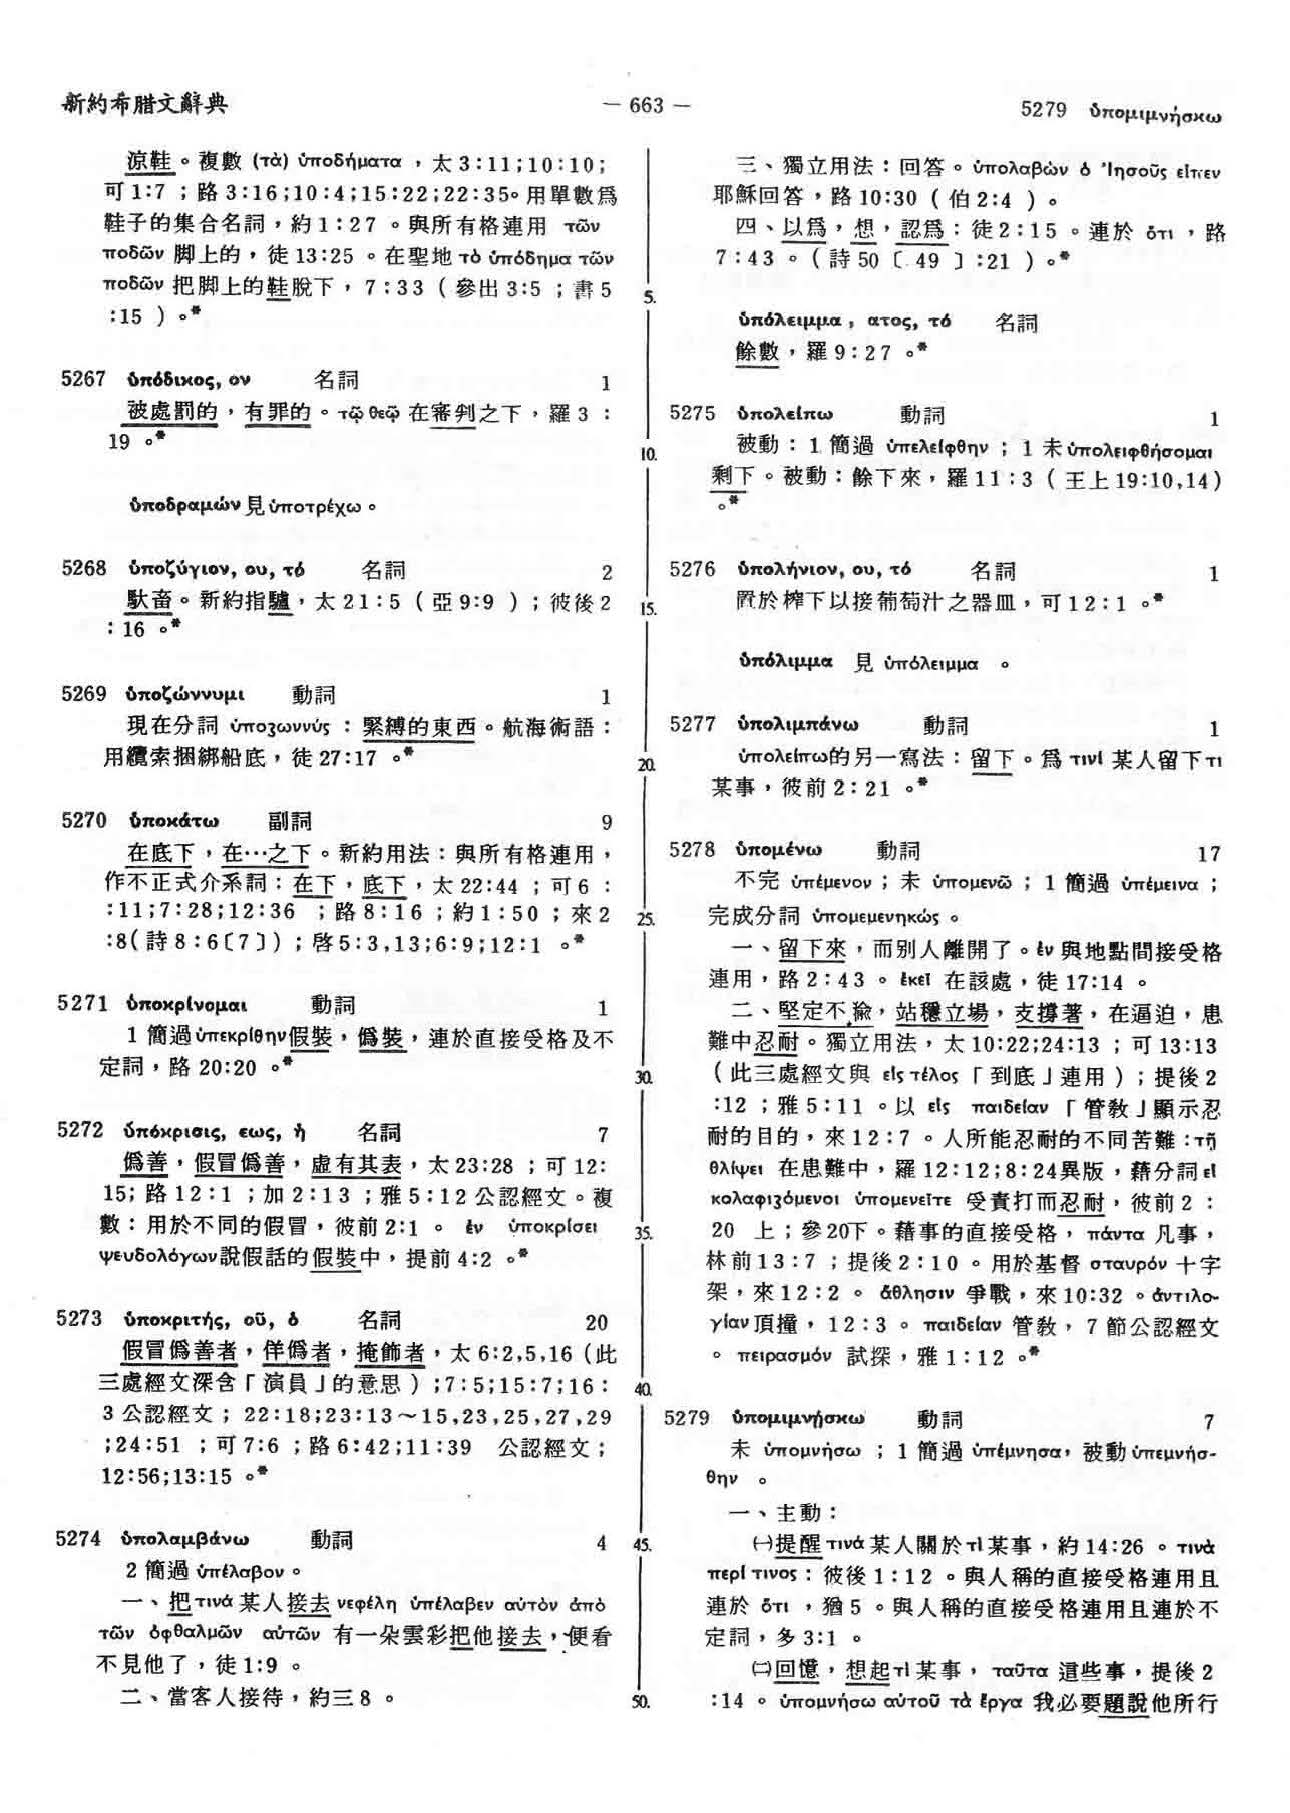 新約希腊文辭典
— 663 —
5279 ὑπομιμνήσκω
涼鞋。複數 (τὰ) ὑποδήματα ，太 3:11;10:10;
可1:7 ；路 3:16;10:4;15:22;22:35。用單數爲
鞋子的集合名詞，約 1:27 。與所有格連用 τῶν
ποδῶν 脚上的，徒 13:25 。在聖地 τὸ ὑπόδημα τῶν
ποδῶν 把脚上的鞋脫下，7:33 ( 參出 3:5 ；書 5
:15 ) 。*
5267 ὑπόδικος, ον 名詞 1
被處罰的，有罪的。τῷ θεῷ 在審判之下，羅 3 :
19 。*
ὑποδραμών 見 ὑποτρέχω。
5268 ὑποζύγιον, ου, τό 名詞 2
馱畜。新約指驢，太 21:5 ( 亞 9:9 ) ；彼後 2
:16 。*
5269 ὑποζώννυμι 動詞 1
現在分詞 ὑποζωννύς : 緊縛的東西。航海術語：
用纜索捆綁船底，徒 27:17 。*
5270 ὑποκάτω 副詞 9
在底下，在…之下。新約用法：與所有格連用，
作不正式介系詞：在下，底下，太 22:44 ；可 6 :
:11;7:28;12:36 ；路 8:16 ；約 1:50 ；來 2
:8(詩 8:6〔7〕) ；啓 5:3,13;6:9;12:1 。*
5271 ὑποκρίνομαι 動詞 1
1 簡過 ὑπεκρίθην 假裝，僞裝，連於直接受格及不
定詞，路 20:20 。*
5272 ὑπόκρισις, εως, ἡ 名詞 7
僞善，假冒僞善，虛有其表，太 23:28 ；可 12:
15;路 12:1 ；加 2:13 ；雅 5:12 公認經文。複
數：用於不同的假冒，彼前 2:1 。 ἐν ὑποκρίσει
ψευδολόγων 說假話的假裝中，提前 4:2 。*
5273 ὑποκριτής, οῦ, ὁ 名詞 20
假冒僞善者，佯僞者，掩飾者，太 6:2,5,16 (此
三處經文深含「演員」的意思) ;7:5;15:7;16:
3 公認經文；22:18;23:13～15,23,25,27,29
;24:51 ；可 7:6 ；路 6:42;11:39 公認經文；
12:56;13:15 。*
5274 ὑπολαμβάνω 動詞 4
2 簡過 ὑπέλαβον。
一、把 τινά 某人接去 νεφέλη ὑπέλαβεν αὐτὸν ἀπὸ
τῶν ὀφθαλμῶν αὐτῶν 有一朵雲彩把他接去，便看
不見他了，徒 1:9 。
二、當客人接待，約三 8 。
5.
10.
15.
20.
25.
30.
35.
40.
45.
50.
三、獨立用法：回答。ὑπολαβὼν ὁ Ἰησοῦς εἶπεν
耶穌回答，路 10:30 ( 伯 2:4 ) 。
四、以爲，想，認爲：徒 2:15 。連於 ὅτι ，路
7:43 。( 詩 50〔 49 〕:21 ) 。*
ὑπόλειμμα, ατος, τό 名詞
餘數，羅 9:27 。*
5275 ὑπολείπω 動詞 1
被動：1 簡過 ὑπελείφθην ；1 未 ὑπολειφθήσομαι
剩下。被動：餘下來，羅 11:3 ( 王上 19:10,14)
。*
5276 ὑπολήνιον, ου, τό 名詞 1
置於榨下以接葡萄汁之器皿，可 12:1 。*
ὑπόλιμμα 見 ὑπόλειμμα 。
5277 ὑπολιμπάνω 動詞 1
ὑπολείπω 的另一寫法：留下。爲 τινί 某人留下 τι
某事，彼前 2:21 。*
5278 ὑπομένω 動詞 17
不完 ὑπέμενον ；未 ὑπομενῶ ；1 簡過 ὑπέμεινα ；
完成分詞 ὑπομεμενηκώς 。
一、留下來，而别人離開了。ἐν 與地點間接受格
連用，路 2:43 。 ἐκεῖ 在該處，徒 17:14 。
二、堅定不𣨼，站穩立場，支撐著，在逼迫，患
難中忍耐。獨立用法，太 10:22;24:13 ；可 13:13
( 此三處經文與 εἰς τέλος「到底」連用) ；提後 2
:12 ；雅 5:11 。以 εἰς παιδείαν「管教」顯示忍
耐的目的，來 12:7 。人所能忍耐的不同苦難：τῇ
θλίψει 在患難中，羅 12:12;8:24異版，藉分詞 εἰ
κολαφιζόμενοι ὑπομενεῖτε 受責打而忍耐，彼前 2 :
20 上；參20下。藉事的直接受格，πάντα 凡事，
林前 13:7 ；提後 2:10 。用於基督 σταυρόν 十字
架，來 12:2 。 ἄθλησιν 爭戰，來 10:32 。ἀντιλο-
γίαν 頂撞，12:3 。 παιδείαν 管教，7 節公認經文
。 πειρασμόν 試探，雅 1:12 。*
5279 ὑπομιμνήσκω 動詞 7
未 ὑπομνήσω ；1 簡過 ὑπέμνησα，被動 ὑπεμνήσ-
θην 。
一、主動：
㈠提醒 τινά 某人關於 τὶ 某事，約 14:26 。τινὰ
περί τινος : 彼後 1:12 。與人稱的直接受格連用且
連於 ὅτι ，猶 5 。與人稱的直接受格連用且連於不
定詞，多 3:1 。
㈡回憶，想起 τὶ 某事，ταῦτα 這些事，提後 2
:14 。ὑπομνήσω αὐτοῦ τὰ ἔργα 我必要題說他所行